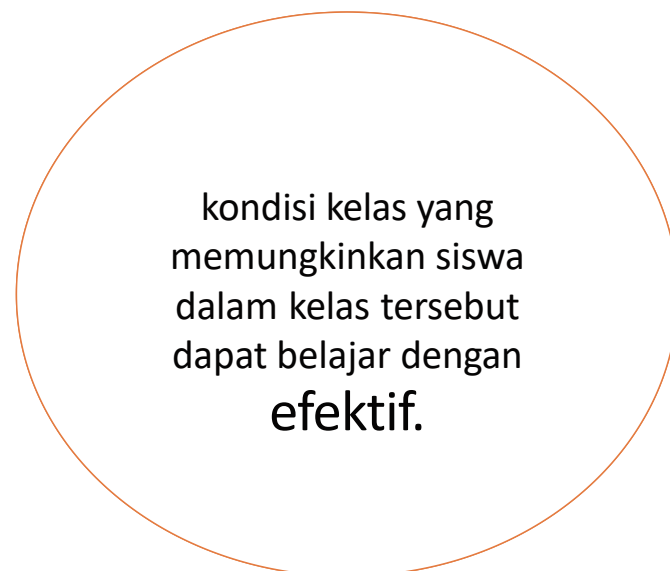 kondisi kelas yang
memungkinkan siswa
dalam kelas tersebut
dapat belajar dengan
efektif.